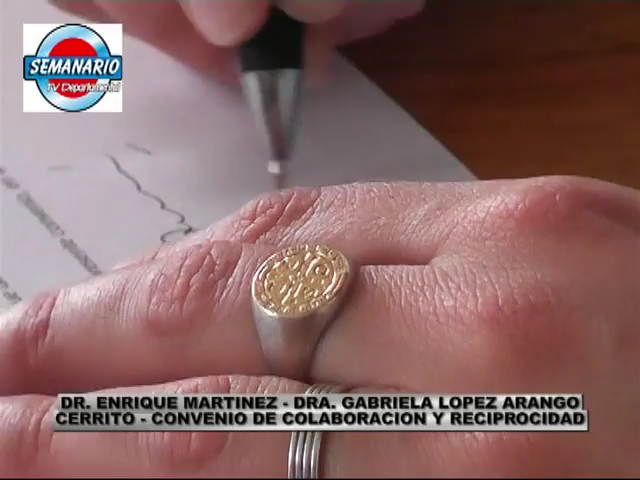 SEMANARIO
TV Departamental
DR. ENRIQUE MARTINEZ - DRA. GABRIELA LOPEZ ARANGO
CERRITO - CONVENIO DE COLABORACION Y RECIPROCIDAD